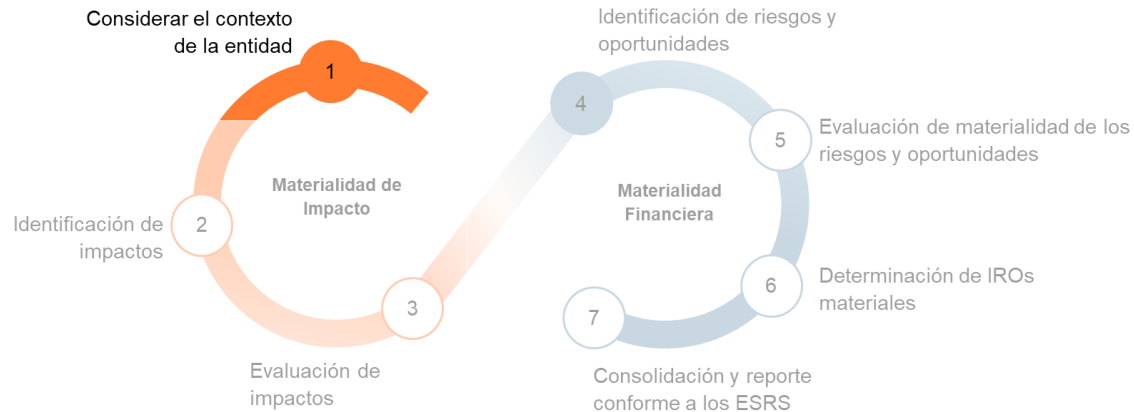 Considerar el contexto
de la entidad
1
2
Identificación de
impactos
Materialidad de
Impacto
3
Evaluación de
impactos
4
Identificación de riesgos y
oportunidades
5
Evaluación de materialidad de los
riesgos y oportunidades
Materialidad
Financiera
6
Determinación de IROs
materiales
7
Consolidación y reporte
conforme a los ESRS